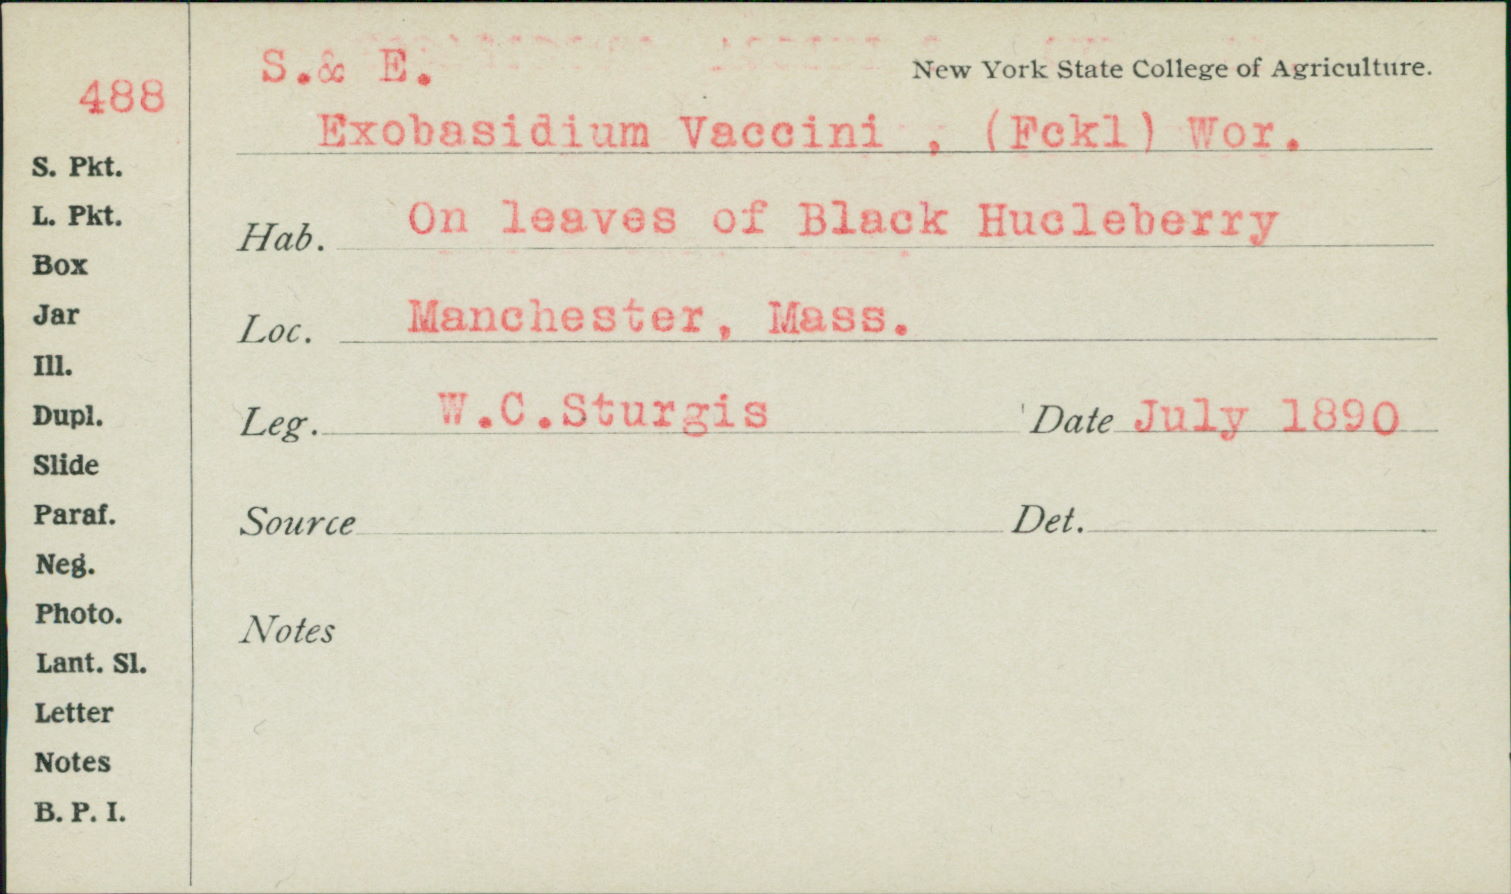 488
S. Pkt.
L. Pkt.
Box
Jar
Ill.
Dupl.
Slide
Paraf.
Neg.
Photo.
Lant. Sl.
Letter
Notes
B. P. I.
S.& E.
New York State College of Agriculture.
Exobasidium Vaccini , (Fckl) Wor.
Hab. On leaves of Black Hucleberry
Loc. Manchester, Mass.
Leg. W.C.Sturgis Date July 1890
Source Det.
Notes